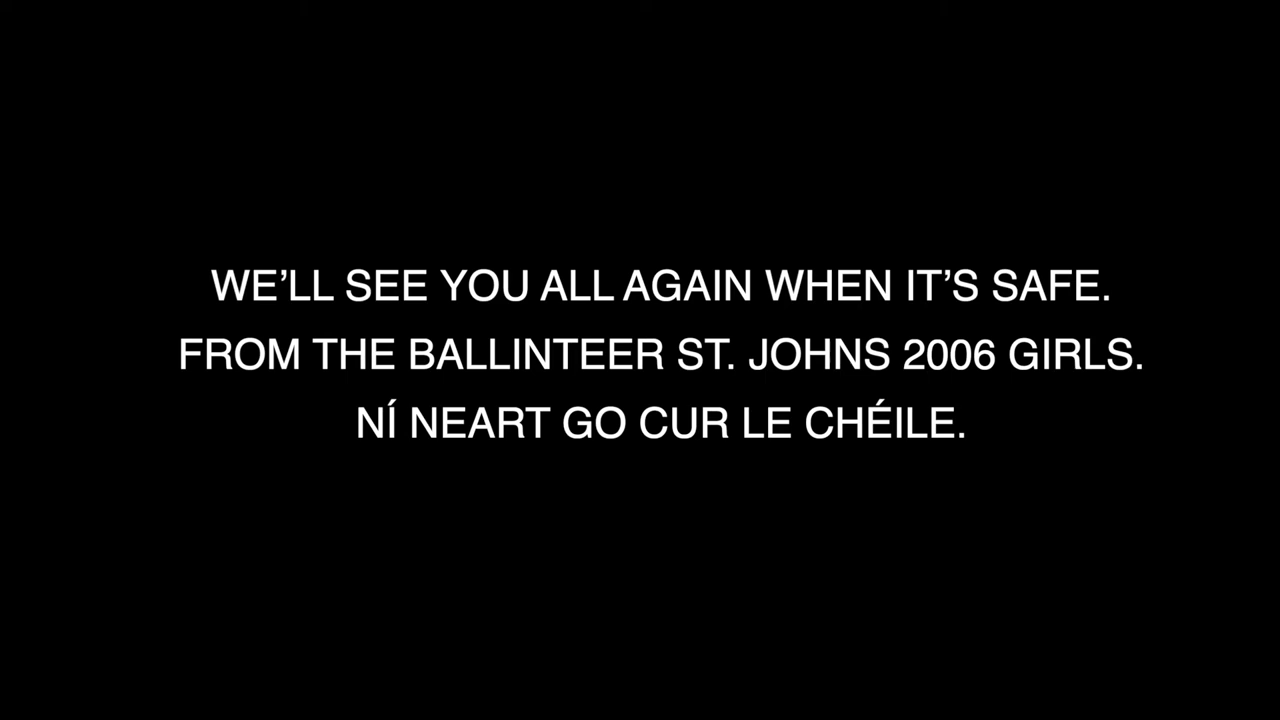 WE’LL SEE YOU ALL AGAIN WHEN IT’S SAFE.
FROM THE BALLINTEER ST. JOHNS 2006 GIRLS.
NÍ NEART GO CUR LE CHÉILE.